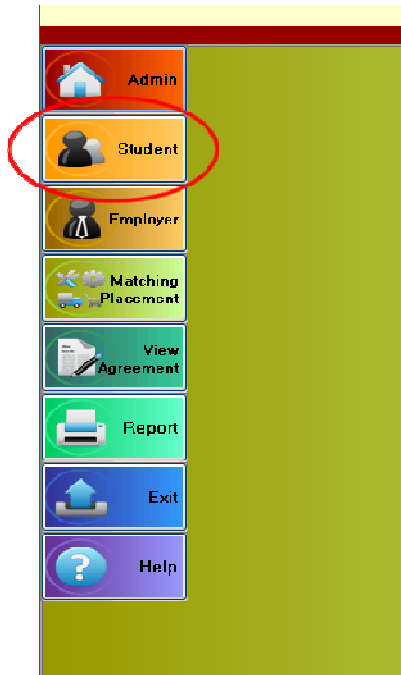 Admin
Student
Employer
Matching
Placement
View
Agreement
Report
Exit
Help
?